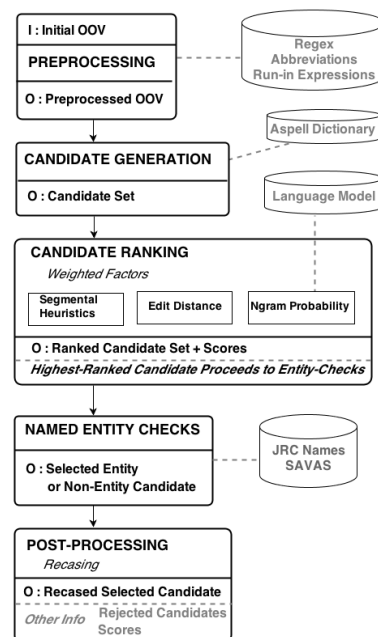 I : Initial OOV
PREPROCESSING
O : Preprocessed OOV
Regex
Abbreviations
Run-in Expressions
Aspell Dictionary
CANDIDATE GENERATION
O : Candidate Set
Language Model
CANDIDATE RANKING
Weighted Factors
Segmental
Heuristics
Edit Distance
Ngram Probability
O : Ranked Candidate Set + Scores
Highest-Ranked Candidate Proceeds to Entity-Checks
NAMED ENTITY CHECKS
O : Selected Entity
or Non-Entity Candidate
JRC Names
SAVAS
POST-PROCESSING
Recasing
O : Recased Selected Candidate
Other Info Rejected Candidates
Scores